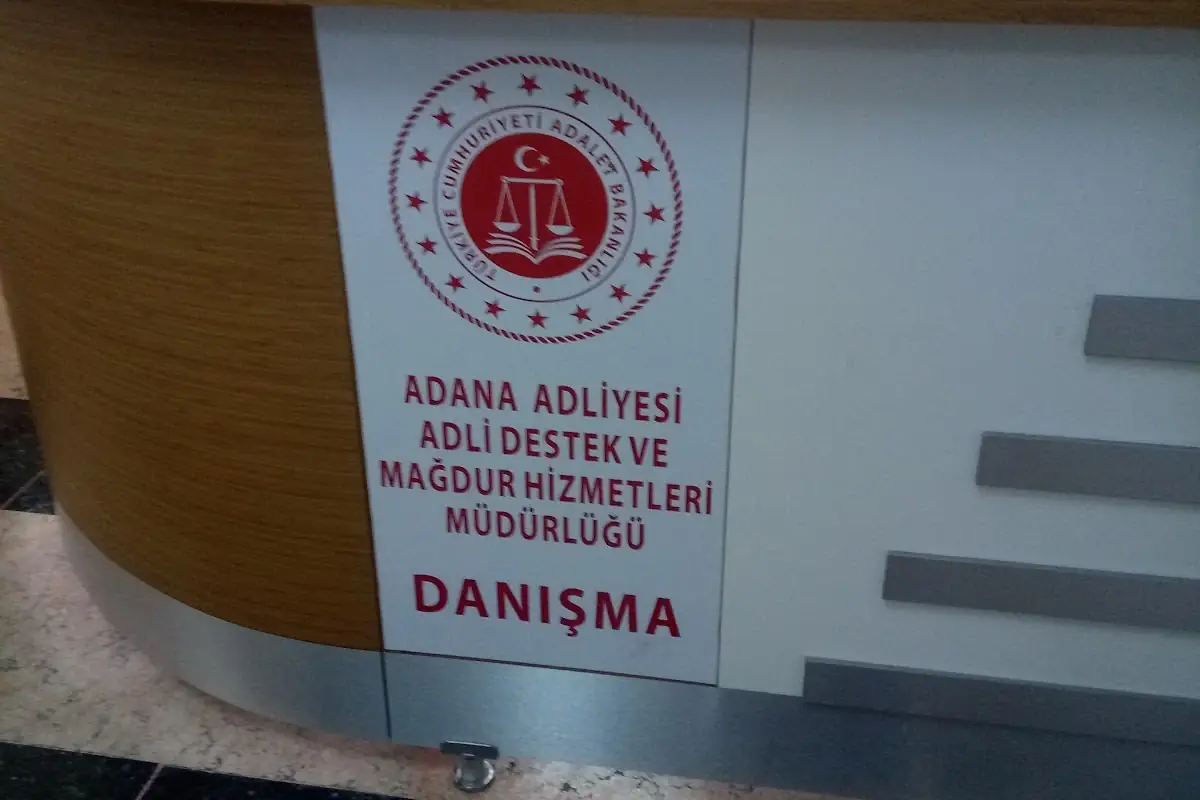 TÜRKİYE CUMHURİYETİ ADALET BAKANLIĞI
ADANA ADLİYESİ
ADLİ DESTEK VE
MAĞDUR HİZMETLERİ
MÜDÜRLÜĞÜ
DANIŞMA